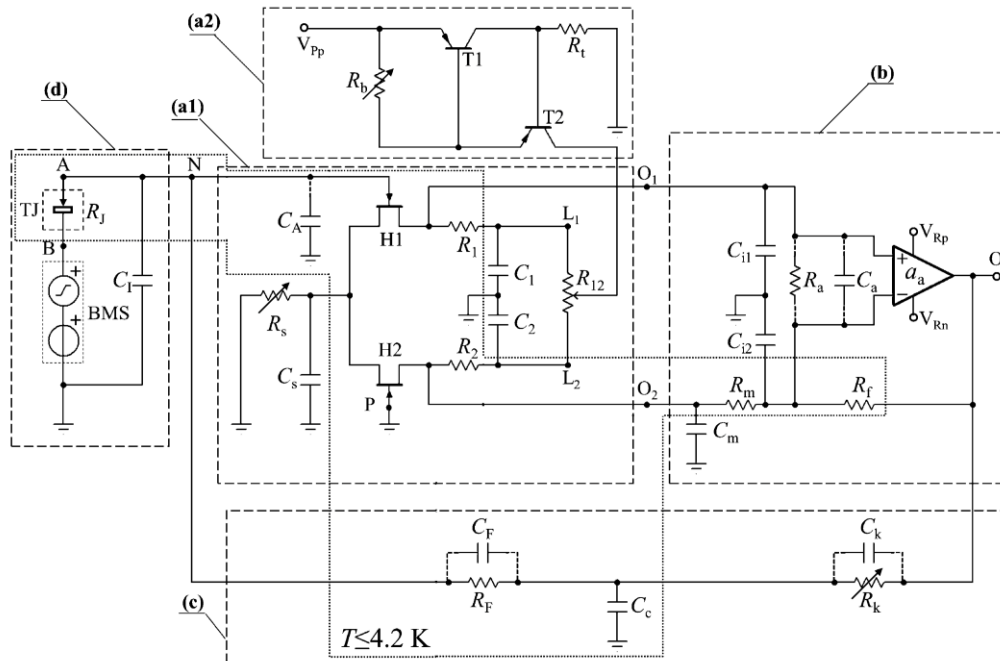 (a2)
V_Pp
T1
R_t
R_b
T2
(d)
(a1)
(b)
A
N
O_1
TJ
R_J
B
C_I
BMS
C_A
H1
R_1
L_1
C_1
R_12
C_2
R_s
C_s
H2
R_2
L_2
P
O_2
C_i1
R_a
C_a
+
a_a
−
V_Rp
V_Rn
O
C_i2
R_m
R_f
C_m
C_F
R_F
C_c
C_k
R_k
(c)
T≤4.2 K